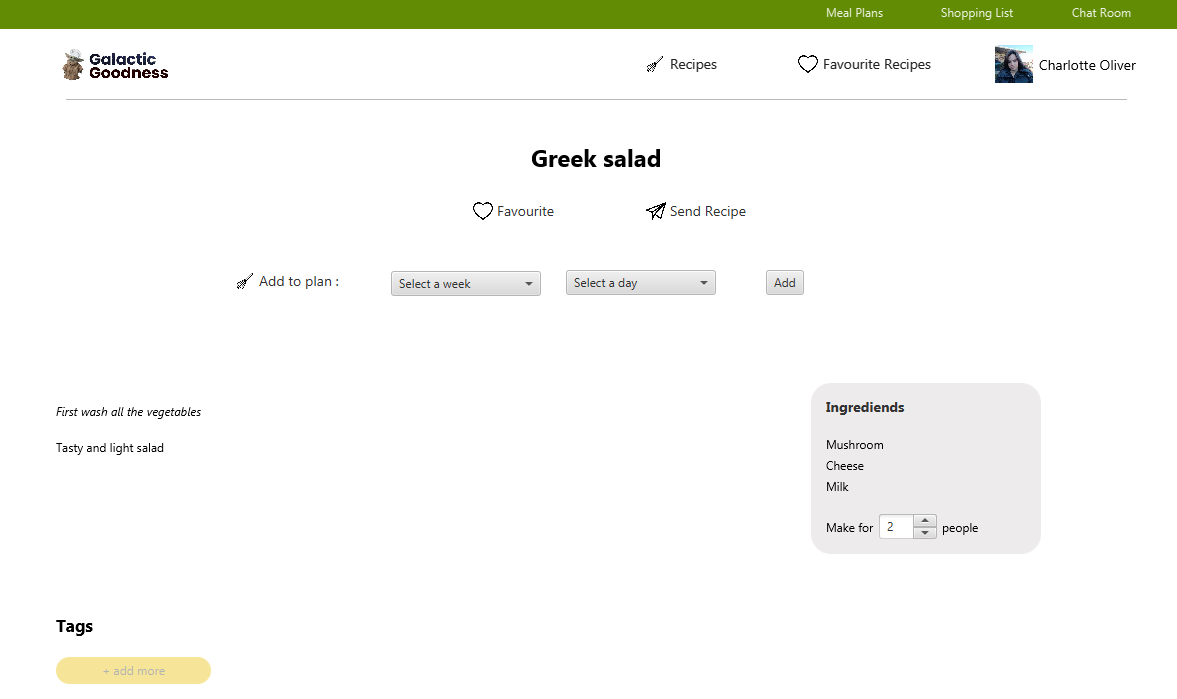 Meal Plans Shopping List Chat Room
Galactic
Goodness
Recipes Favourite Recipes Charlotte Oliver
Greek salad
Favourite Send Recipe
Add to plan : Select a week Select a day Add
First wash all the vegetables
Tasty and light salad
Ingrediends
Mushroom
Cheese
Milk
Make for 2 people
Tags
+ add more